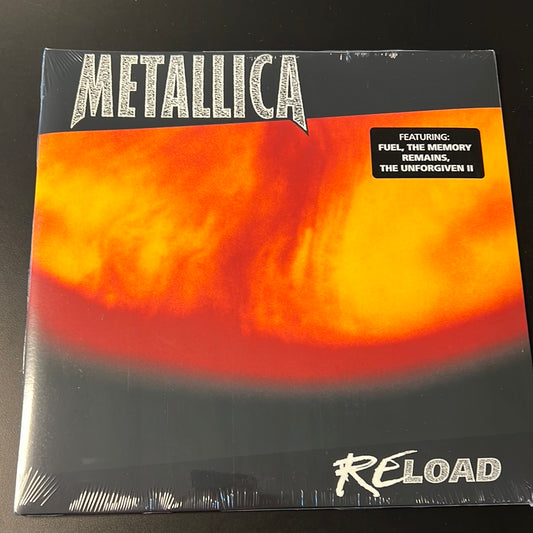 METALLICA
FEATURING:
FUEL, THE MEMORY
REMAINS,
THE UNFORGIVEN II
RELOAD